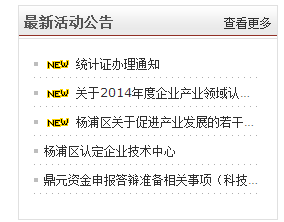 最新活动公告 查看更多
NEW 统计证办理通知
NEW 关于2014年度企业产业领域认...
NEW 杨浦区关于促进产业发展的若干...
杨浦区认定企业技术中心
鼎元资金申报答辩准备相关事项（科技...